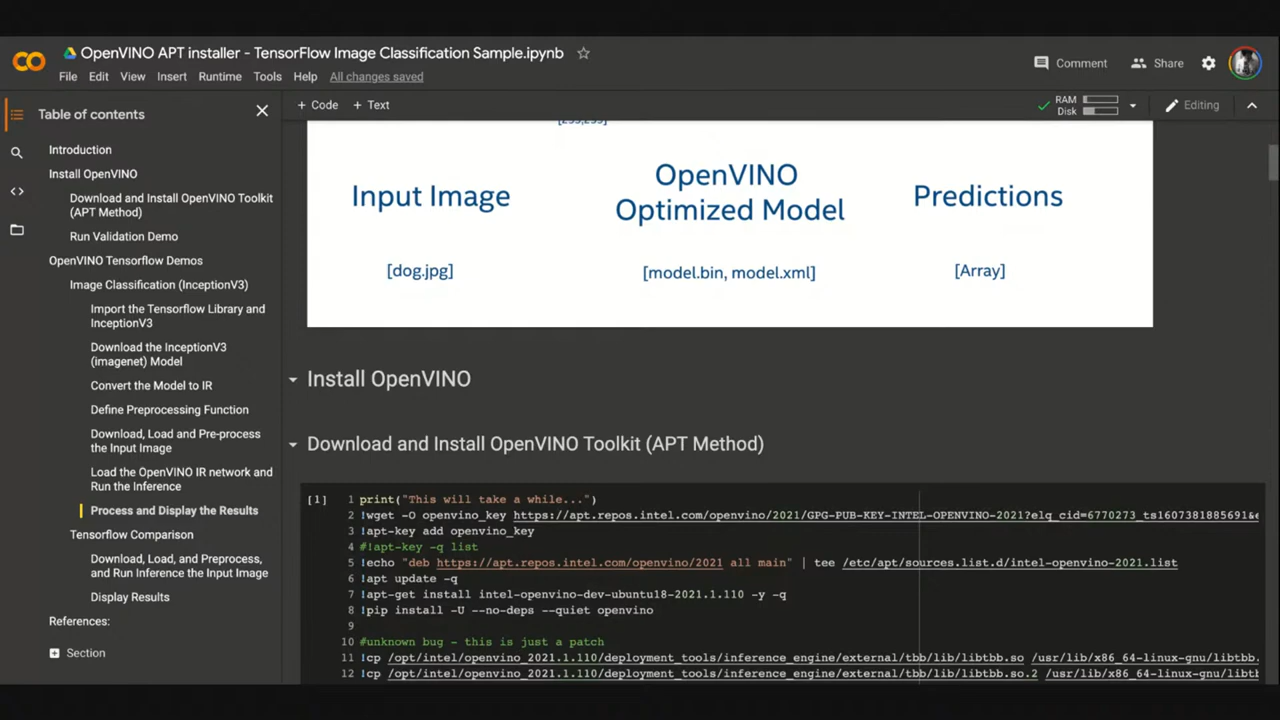 OpenVINO APT installer - TensorFlow Image Classification Sample.ipynb
File Edit View Insert Runtime Tools Help All changes saved
Comment
Share
Table of contents
Introduction
Install OpenVINO
Download and Install OpenVINO Toolkit
(APT Method)
Run Validation Demo
OpenVINO Tensorflow Demos
Image Classification (InceptionV3)
Import the Tensorflow Library and
InceptionV3
Download the InceptionV3
(imagenet) Model
Convert the Model to IR
Define Preprocessing Function
Download, Load and Pre-process
the Input Image
Load the OpenVINO IR network and
Run the Inference
Process and Display the Results
Tensorflow Comparison
Download, Load, and Preprocess,
and Run Inference the Input Image
Display Results
References:
Section
+ Code + Text
RAM
Disk
Editing
Input Image
OpenVINO
Optimized Model
Predictions
[dog.jpg]
[model.bin, model.xml]
[Array]
Install OpenVINO
Download and Install OpenVINO Toolkit (APT Method)
[1]
1 print("This will take a while...")
2 !wget -O openvino_key https://apt.repos.intel.com/openvino/2021/GPG-PUB-KEY-INTEL-OPENVINO-2021?elq_cid=6770273_ts1607381885691&e
3 !apt-key add openvino_key
4 #!apt-key -q list
5 !echo "deb https://apt.repos.intel.com/openvino/2021 all main" | tee /etc/apt/sources.list.d/intel-openvino-2021.list
6 !apt update -q
7 !apt-get install intel-openvino-dev-ubuntu18-2021.1.110 -y -q
8 !pip install -U --no-deps --quiet openvino
9
10 #unknown bug - this is just a patch
11 !cp /opt/intel/openvino_2021.1.110/deployment_tools/inference_engine/external/tbb/lib/libtbb.so /usr/lib/x86_64-linux-gnu/libtbb.
12 !cp /opt/intel/openvino_2021.1.110/deployment_tools/inference_engine/external/tbb/lib/libtbb.so.2 /usr/lib/x86_64-linux-gnu/libtb